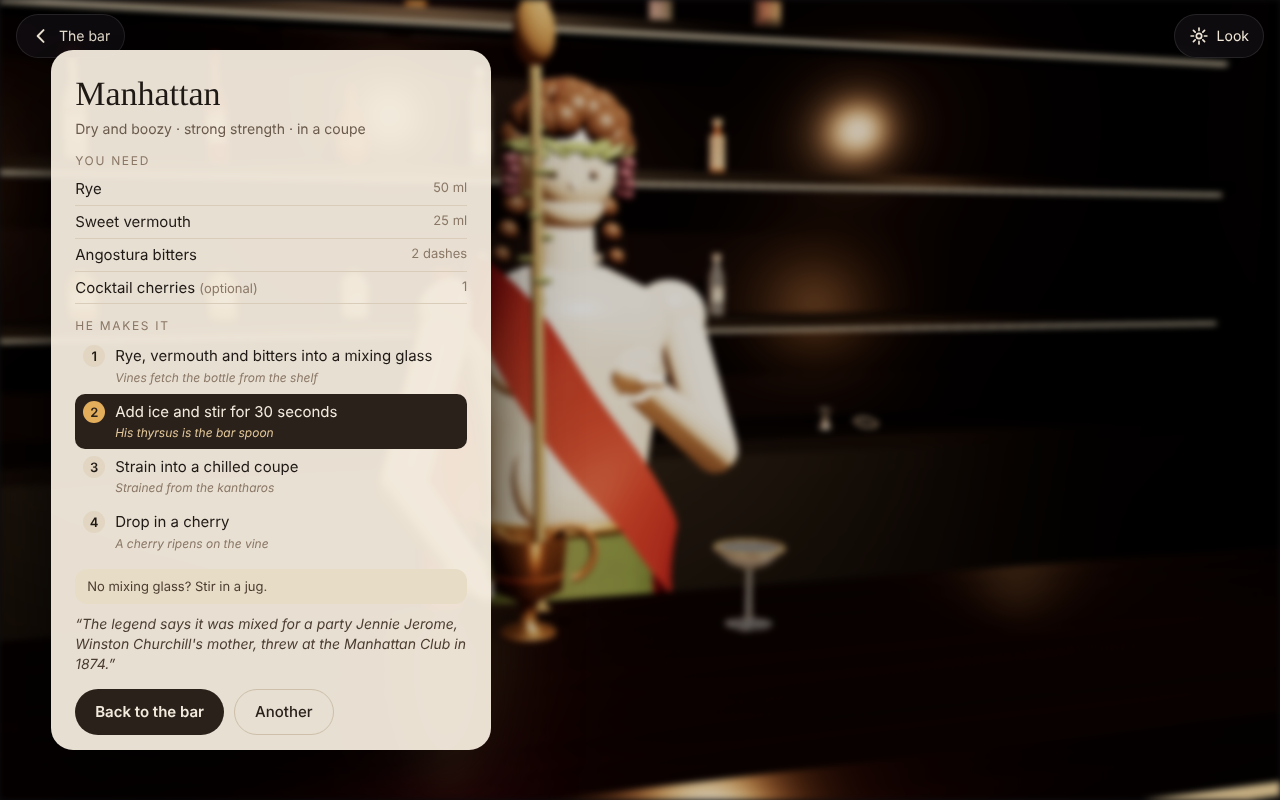 The bar
Look
Manhattan
Dry and boozy · strong strength · in a coupe
YOU NEED
Rye 50 ml
Sweet vermouth 25 ml
Angostura bitters 2 dashes
Cocktail cherries (optional) 1
HE MAKES IT
1 Rye, vermouth and bitters into a mixing glass
Vines fetch the bottle from the shelf
2 Add ice and stir for 30 seconds
His thyrsus is the bar spoon
3 Strain into a chilled coupe
Strained from the kantharos
4 Drop in a cherry
A cherry ripens on the vine
No mixing glass? Stir in a jug.
“The legend says it was mixed for a party Jennie Jerome,
Winston Churchill's mother, threw at the Manhattan Club in
1874.”
Back to the bar
Another